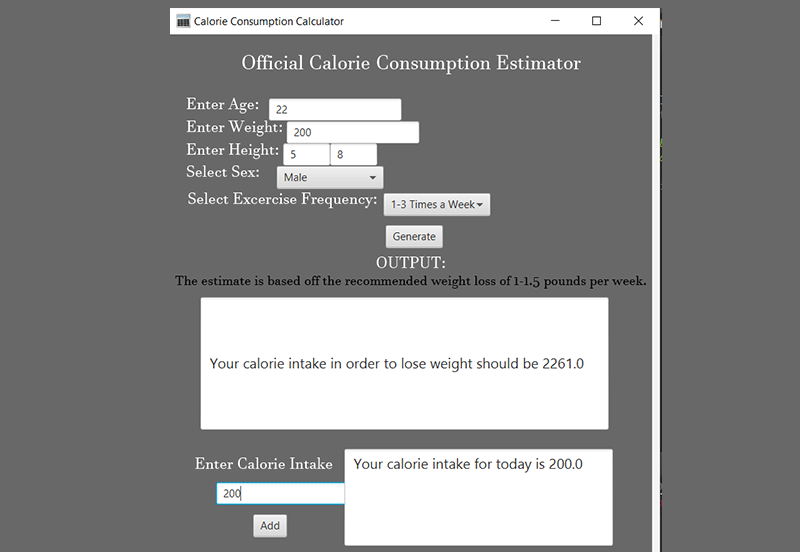 Calorie Consumption Calculator
Official Calorie Consumption Estimator
Enter Age: 22
Enter Weight: 200
Enter Height: 5 8
Select Sex: Male
Select Excercise Frequency: 1-3 Times a Week
Generate
OUTPUT:
The estimate is based off the recommended weight loss of 1-1.5 pounds per week.
Your calorie intake in order to lose weight should be 2261.0
Enter Calorie Intake
Your calorie intake for today is 200.0
200
Add